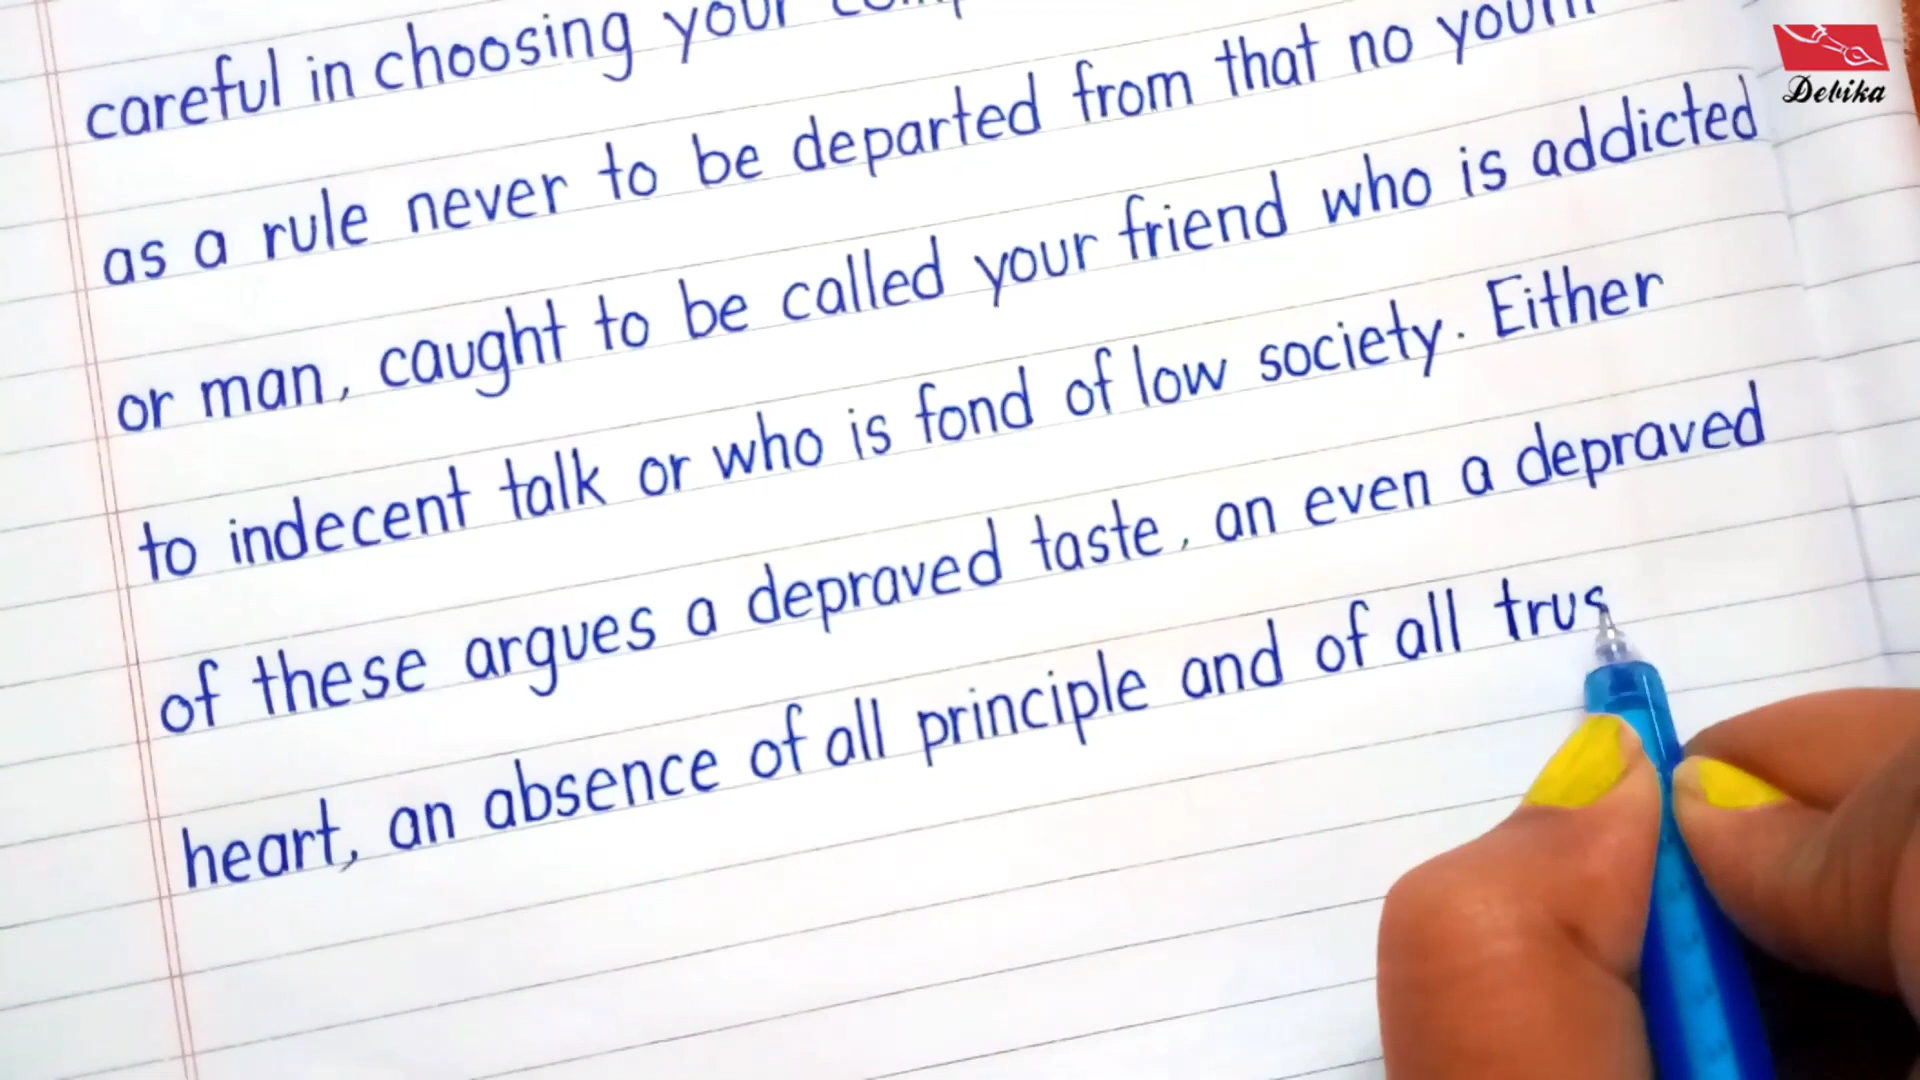 careful in choosing your
as a rule never to be departed from that no youth
or man, caught to be called your friend who is addicted
to indecent talk or who is fond of low society. Either
of these argues a depraved taste, an even a depraved
heart, an absence of all principle and of all trus
Debika